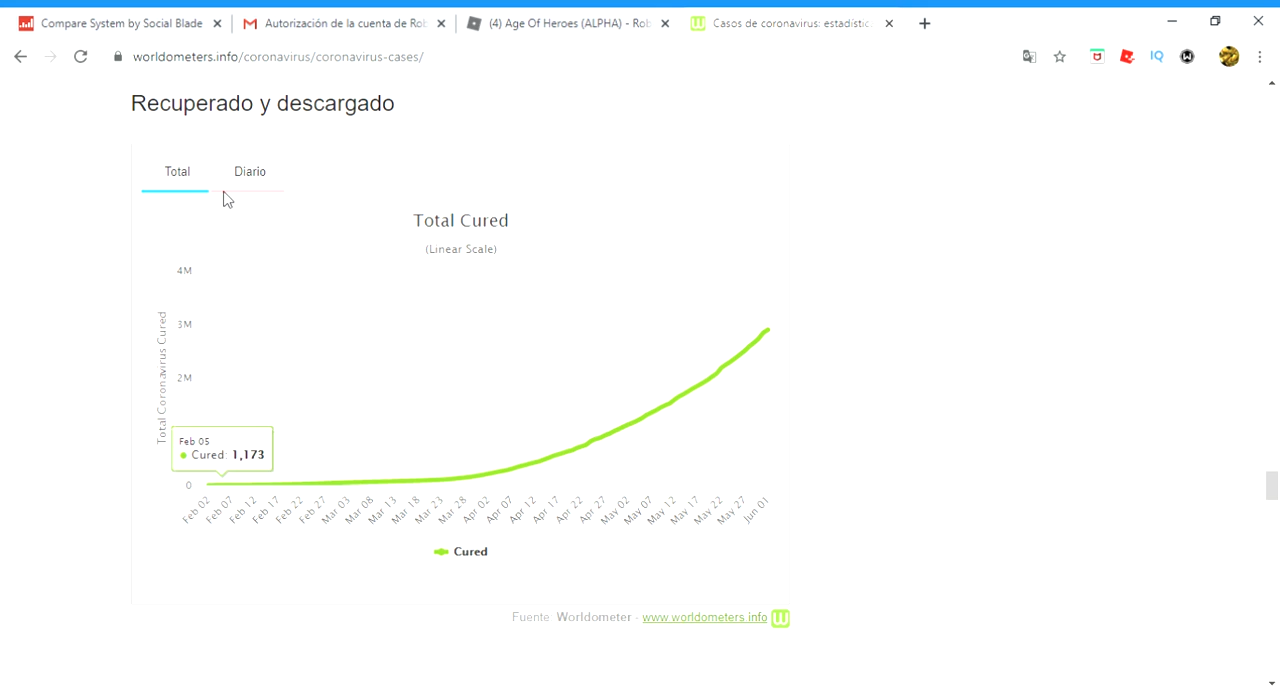 Compare System by Social Blade
Autorización de la cuenta de Rob
(4) Age Of Heroes (ALPHA) - Rob
Casos de coronavirus: estadístic
worldometers.info/coronavirus/coronavirus-cases/
IQ
Recuperado y descargado
Total
Diario
Total Cured
(Linear Scale)
4M
3M
2M
0
Total Coronavirus Cured
Feb 05
Cured: 1,173
Feb 02
Feb 07
Feb 12
Feb 17
Feb 22
Feb 27
Mar 03
Mar 08
Mar 13
Mar 18
Mar 23
Mar 28
Apr 02
Apr 07
Apr 12
Apr 17
Apr 22
Apr 27
May 02
May 07
May 12
May 17
May 22
May 27
Jun 01
Cured
Fuente: Worldometer - www.worldometers.info